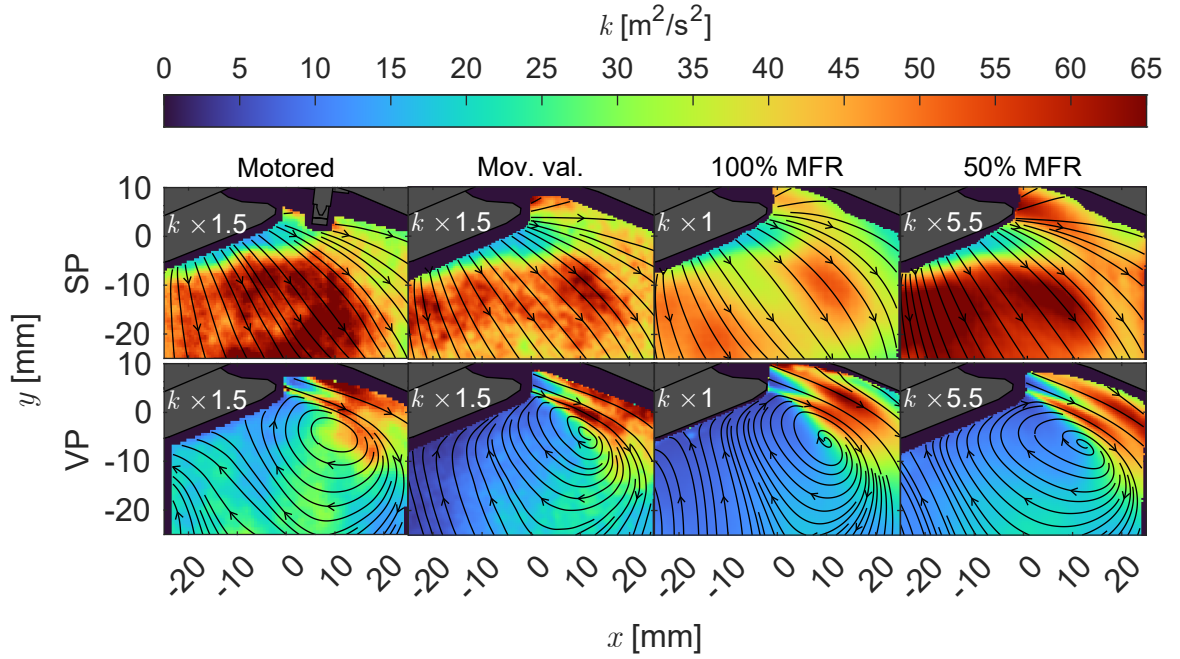 k [m²/s²]
0 5 10 15 20 25 30 35 40 45 50 55 60 65
Motored Mov. val. 100% MFR 50% MFR
10
k ×1.5 k ×1.5 k ×1 k ×5.5
0
SP
-10
-20
10
k ×1.5 k ×1.5 k ×1 k ×5.5
0
VP
-10
-20
y [mm]
-20 -10 0 10 20 -20 -10 0 10 20 -20 -10 0 10 20 -20 -10 0 10 20
x [mm]